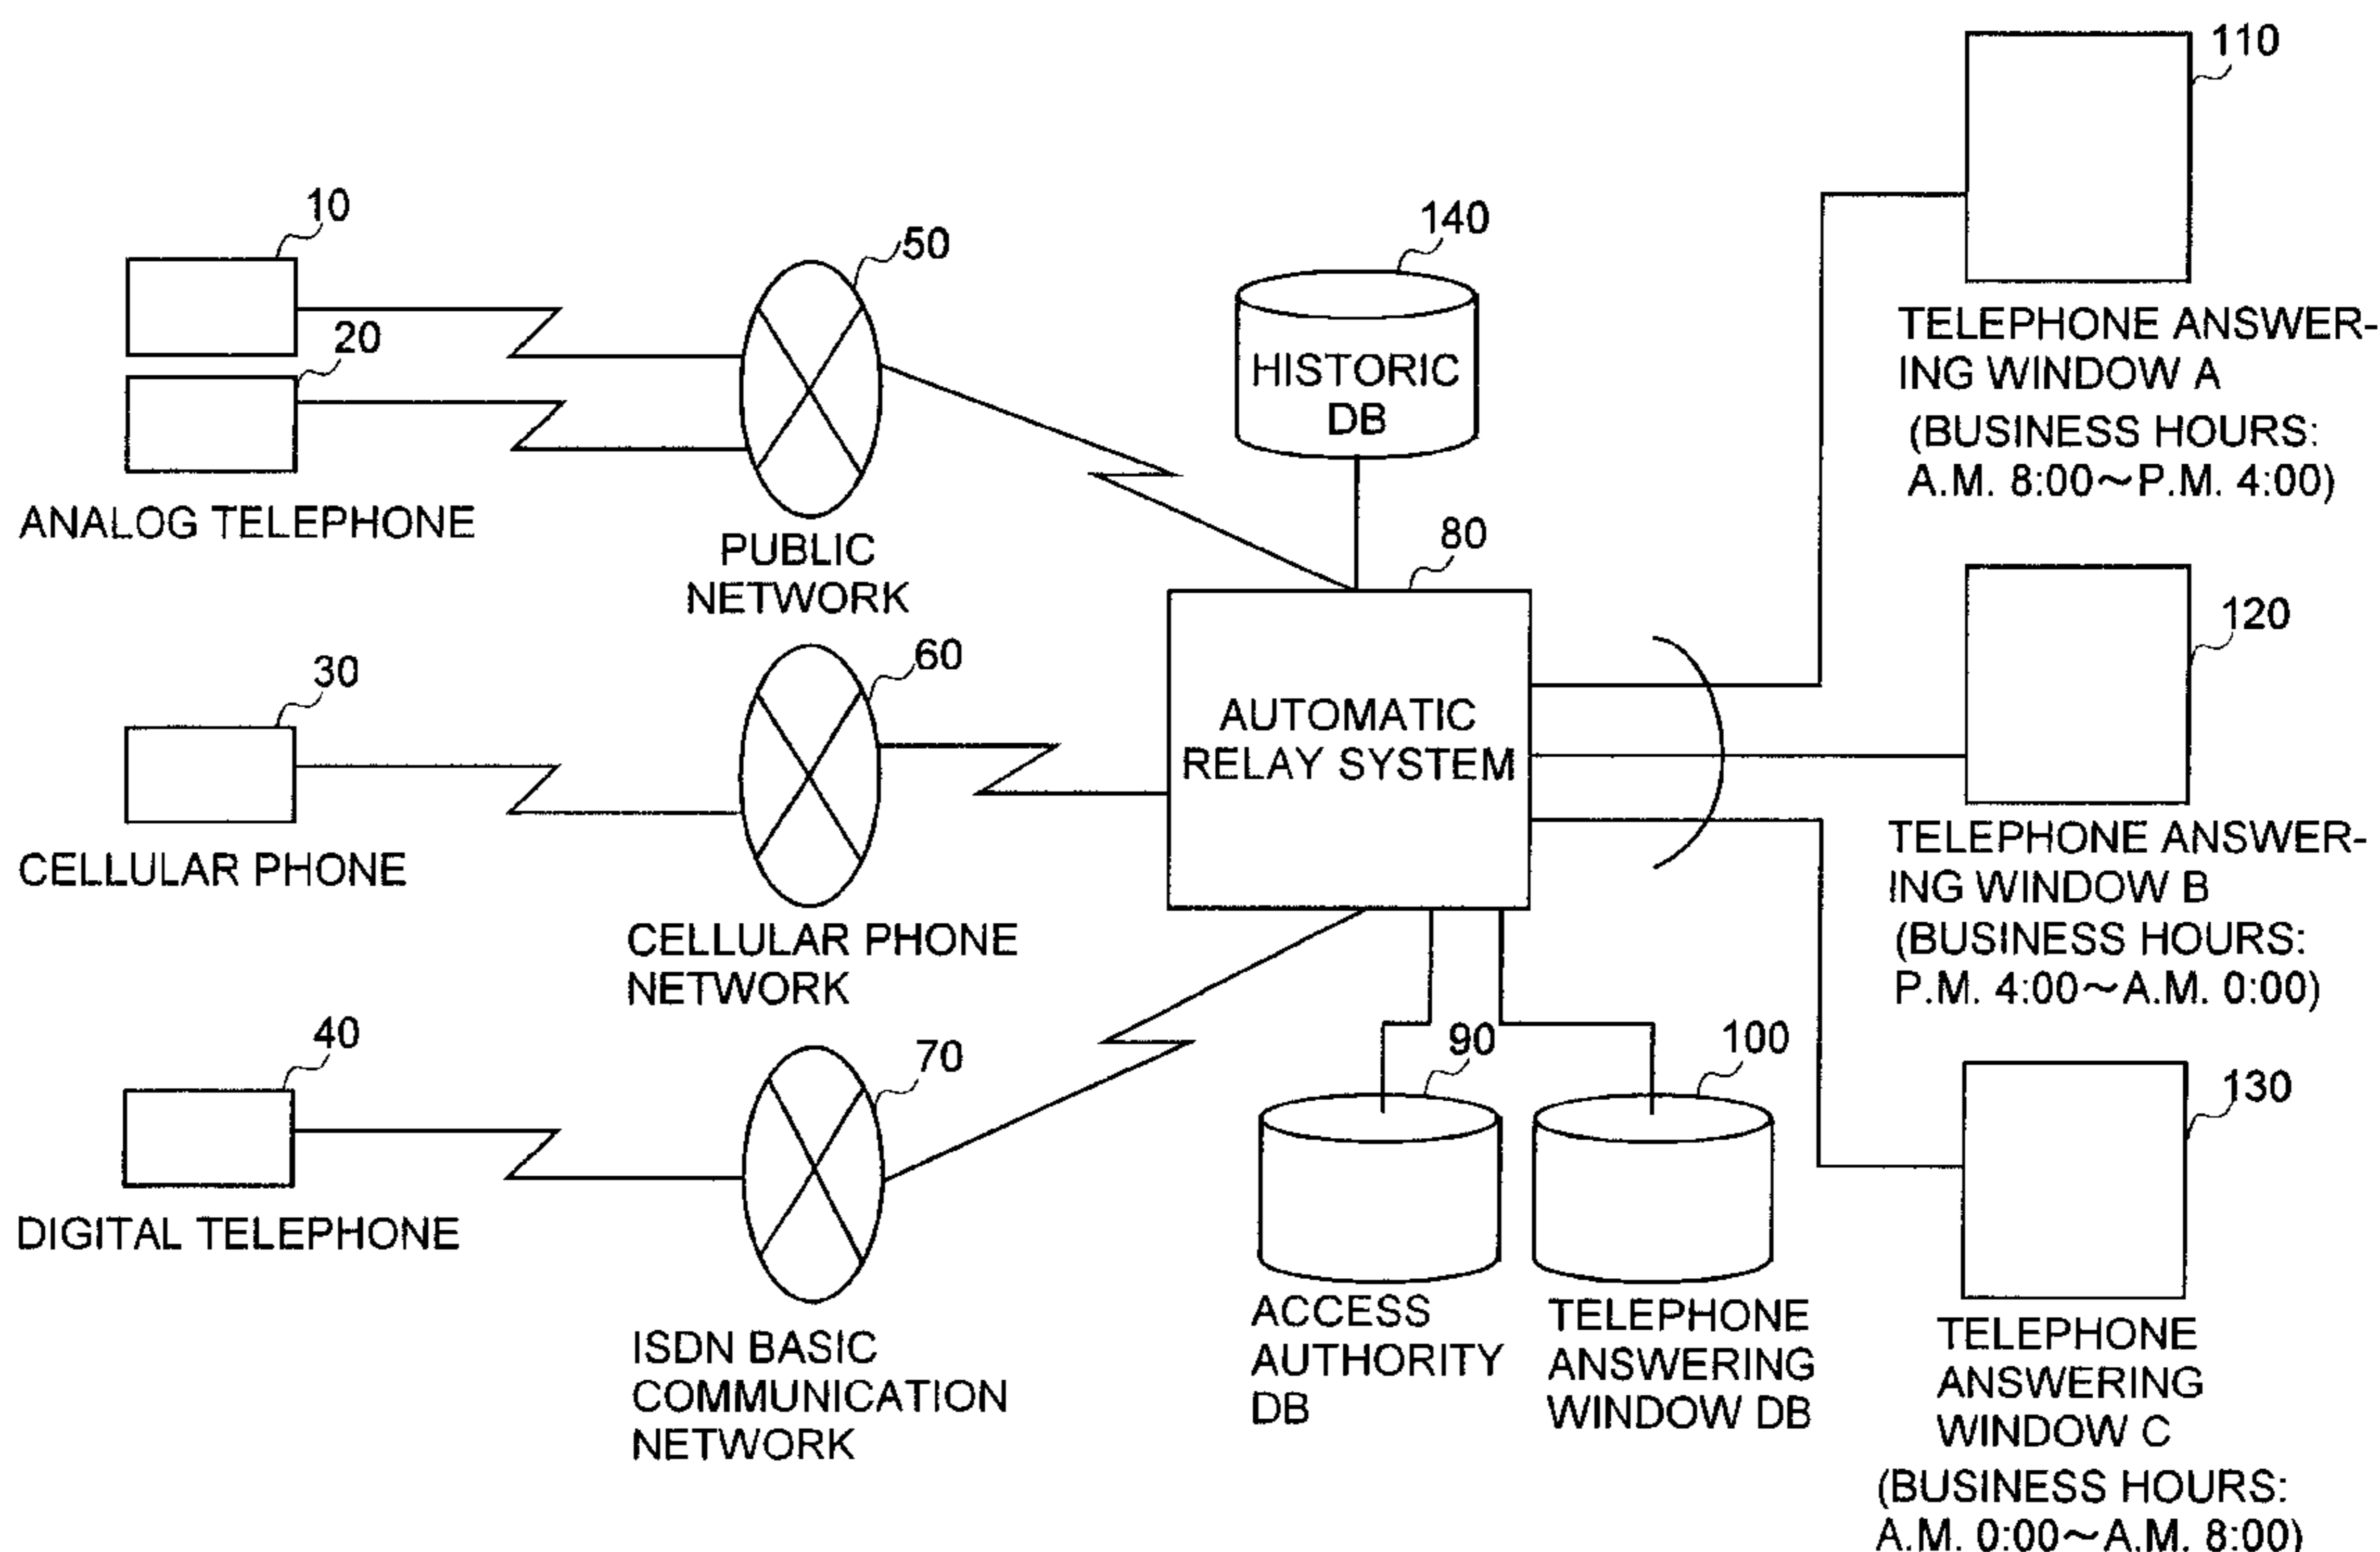 10
20
ANALOG TELEPHONE
30
CELLULAR PHONE
40
DIGITAL TELEPHONE
50
PUBLIC
NETWORK
60
CELLULAR PHONE
NETWORK
70
ISDN BASIC
COMMUNICATION
NETWORK
140
HISTORIC
DB
80
AUTOMATIC
RELAY SYSTEM
90
ACCESS
AUTHORITY
DB
100
TELEPHONE
ANSWERING
WINDOW DB
110
TELEPHONE ANSWER-
ING WINDOW A
(BUSINESS HOURS:
A.M. 8:00～P.M. 4:00)
120
TELEPHONE ANSWER-
ING WINDOW B
(BUSINESS HOURS:
P.M. 4:00～A.M. 0:00)
130
TELEPHONE
ANSWERING
WINDOW C
(BUSINESS HOURS:
A.M. 0:00～A.M. 8:00)